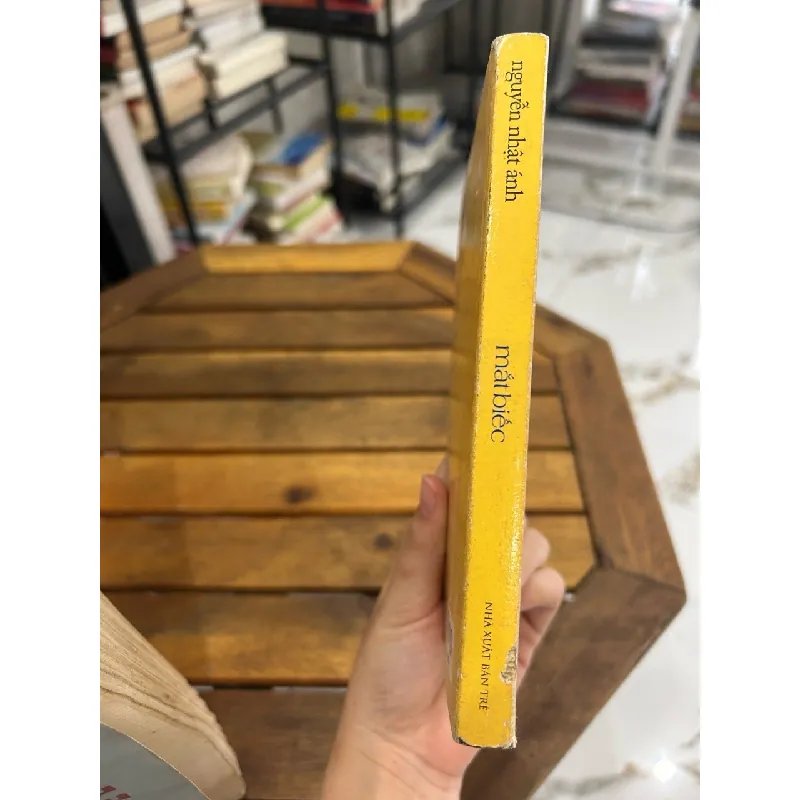 nguyễn nhật ánh
mắt biếc
NHÀ XUẤT BẢN TRẺ